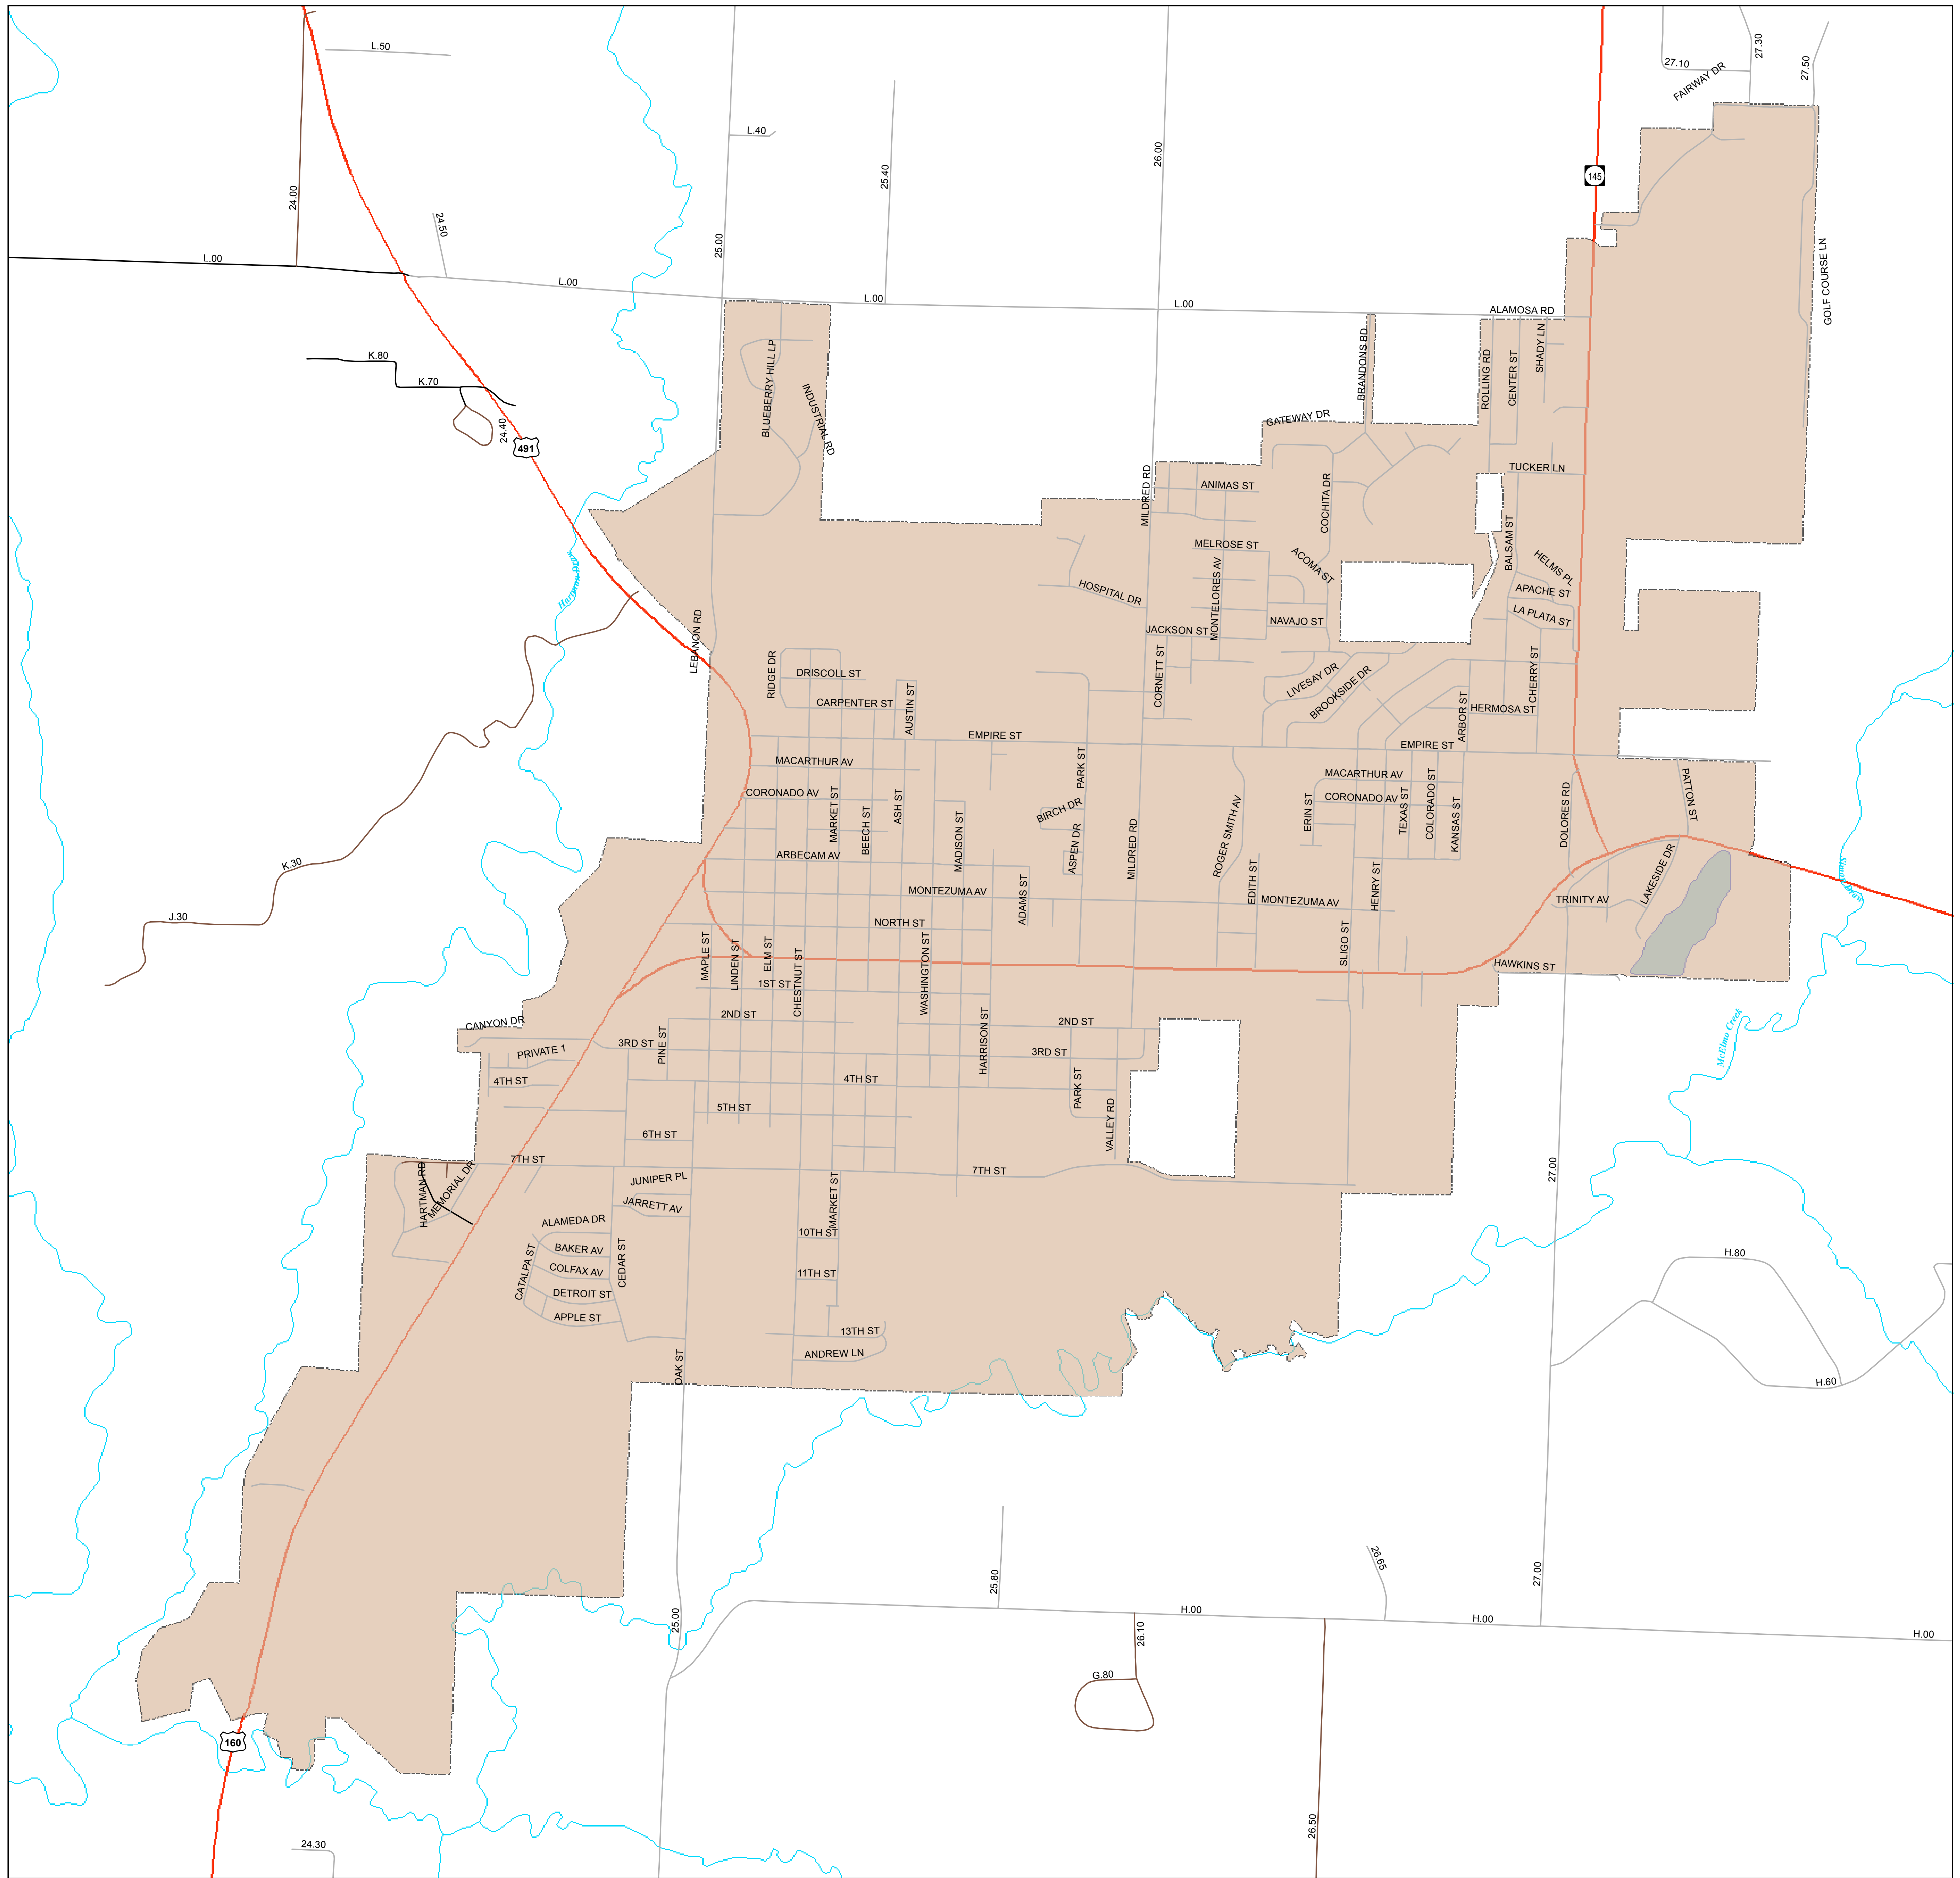 L.50
27.10
27.30
27.50
FAIRWAY DR
24.00
L.40
25.40
26.00
145
24.50
25.00
L.00
L.00
L.00
L.00
GOLF COURSE LN
ALAMOSA RD
K.80
K.70
24.40
491
BLUEBERRY HILL LP
INDUSTRIAL RD
BRANDONS BD
ROLLING RD
CENTER ST
SHADY LN
GATEWAY DR
TUCKER LN
MILDRED RD
ANIMAS ST
COCHITA DR
MELROSE ST
ACOMA ST
BALSAM ST
HELMS PL
APACHE ST
LA PLATA ST
HOSPITAL DR
MONTELORES AV
NAVAJO ST
JACKSON ST
LEBANON RD
RIDGE DR
DRISCOLL ST
CARPENTER ST
AUSTIN ST
CORNETT ST
LIVESAY DR
BROOKSIDE DR
CHERRY ST
ARBOR ST
HERMOSA ST
EMPIRE ST
EMPIRE ST
MACARTHUR AV
MACARTHUR AV
CORONADO AV
CORONADO AV
MARKET ST
BEECH ST
ASH ST
MADISON ST
PARK ST
BIRCH DR
ASPEN DR
MILDRED RD
ROGER SMITH AV
ERIN ST
TEXAS ST
COLORADO ST
KANSAS ST
DOLORES RD
PATTON ST
ARBECAM AV
MONTEZUMA AV
MONTEZUMA AV
ADAMS ST
EDITH ST
HENRY ST
TRINITY AV
LAKESIDE DR
K.30
J.30
NORTH ST
MAPLE ST
LINDEN ST
ELM ST
CHESTNUT ST
WASHINGTON ST
SLIGO ST
HAWKINS ST
1ST ST
2ND ST
2ND ST
CANYON DR
PRIVATE 1
3RD ST
3RD ST
PINE ST
HARRISON ST
4TH ST
4TH ST
PARK ST
VALLEY RD
5TH ST
6TH ST
7TH ST
7TH ST
McElmo Creek
27.00
HARTMAN RD
MEMORIAL DR
JUNIPER PL
JARRETT AV
MARKET ST
ALAMEDA DR
BAKER AV
COLFAX AV
DETROIT ST
APPLE ST
CATALPA ST
CEDAR ST
10TH ST
11TH ST
13TH ST
ANDREW LN
OAK ST
H.80
H.60
25.80
26.65
27.00
25.00
H.00
H.00
H.00
26.10
G.80
160
26.50
24.30